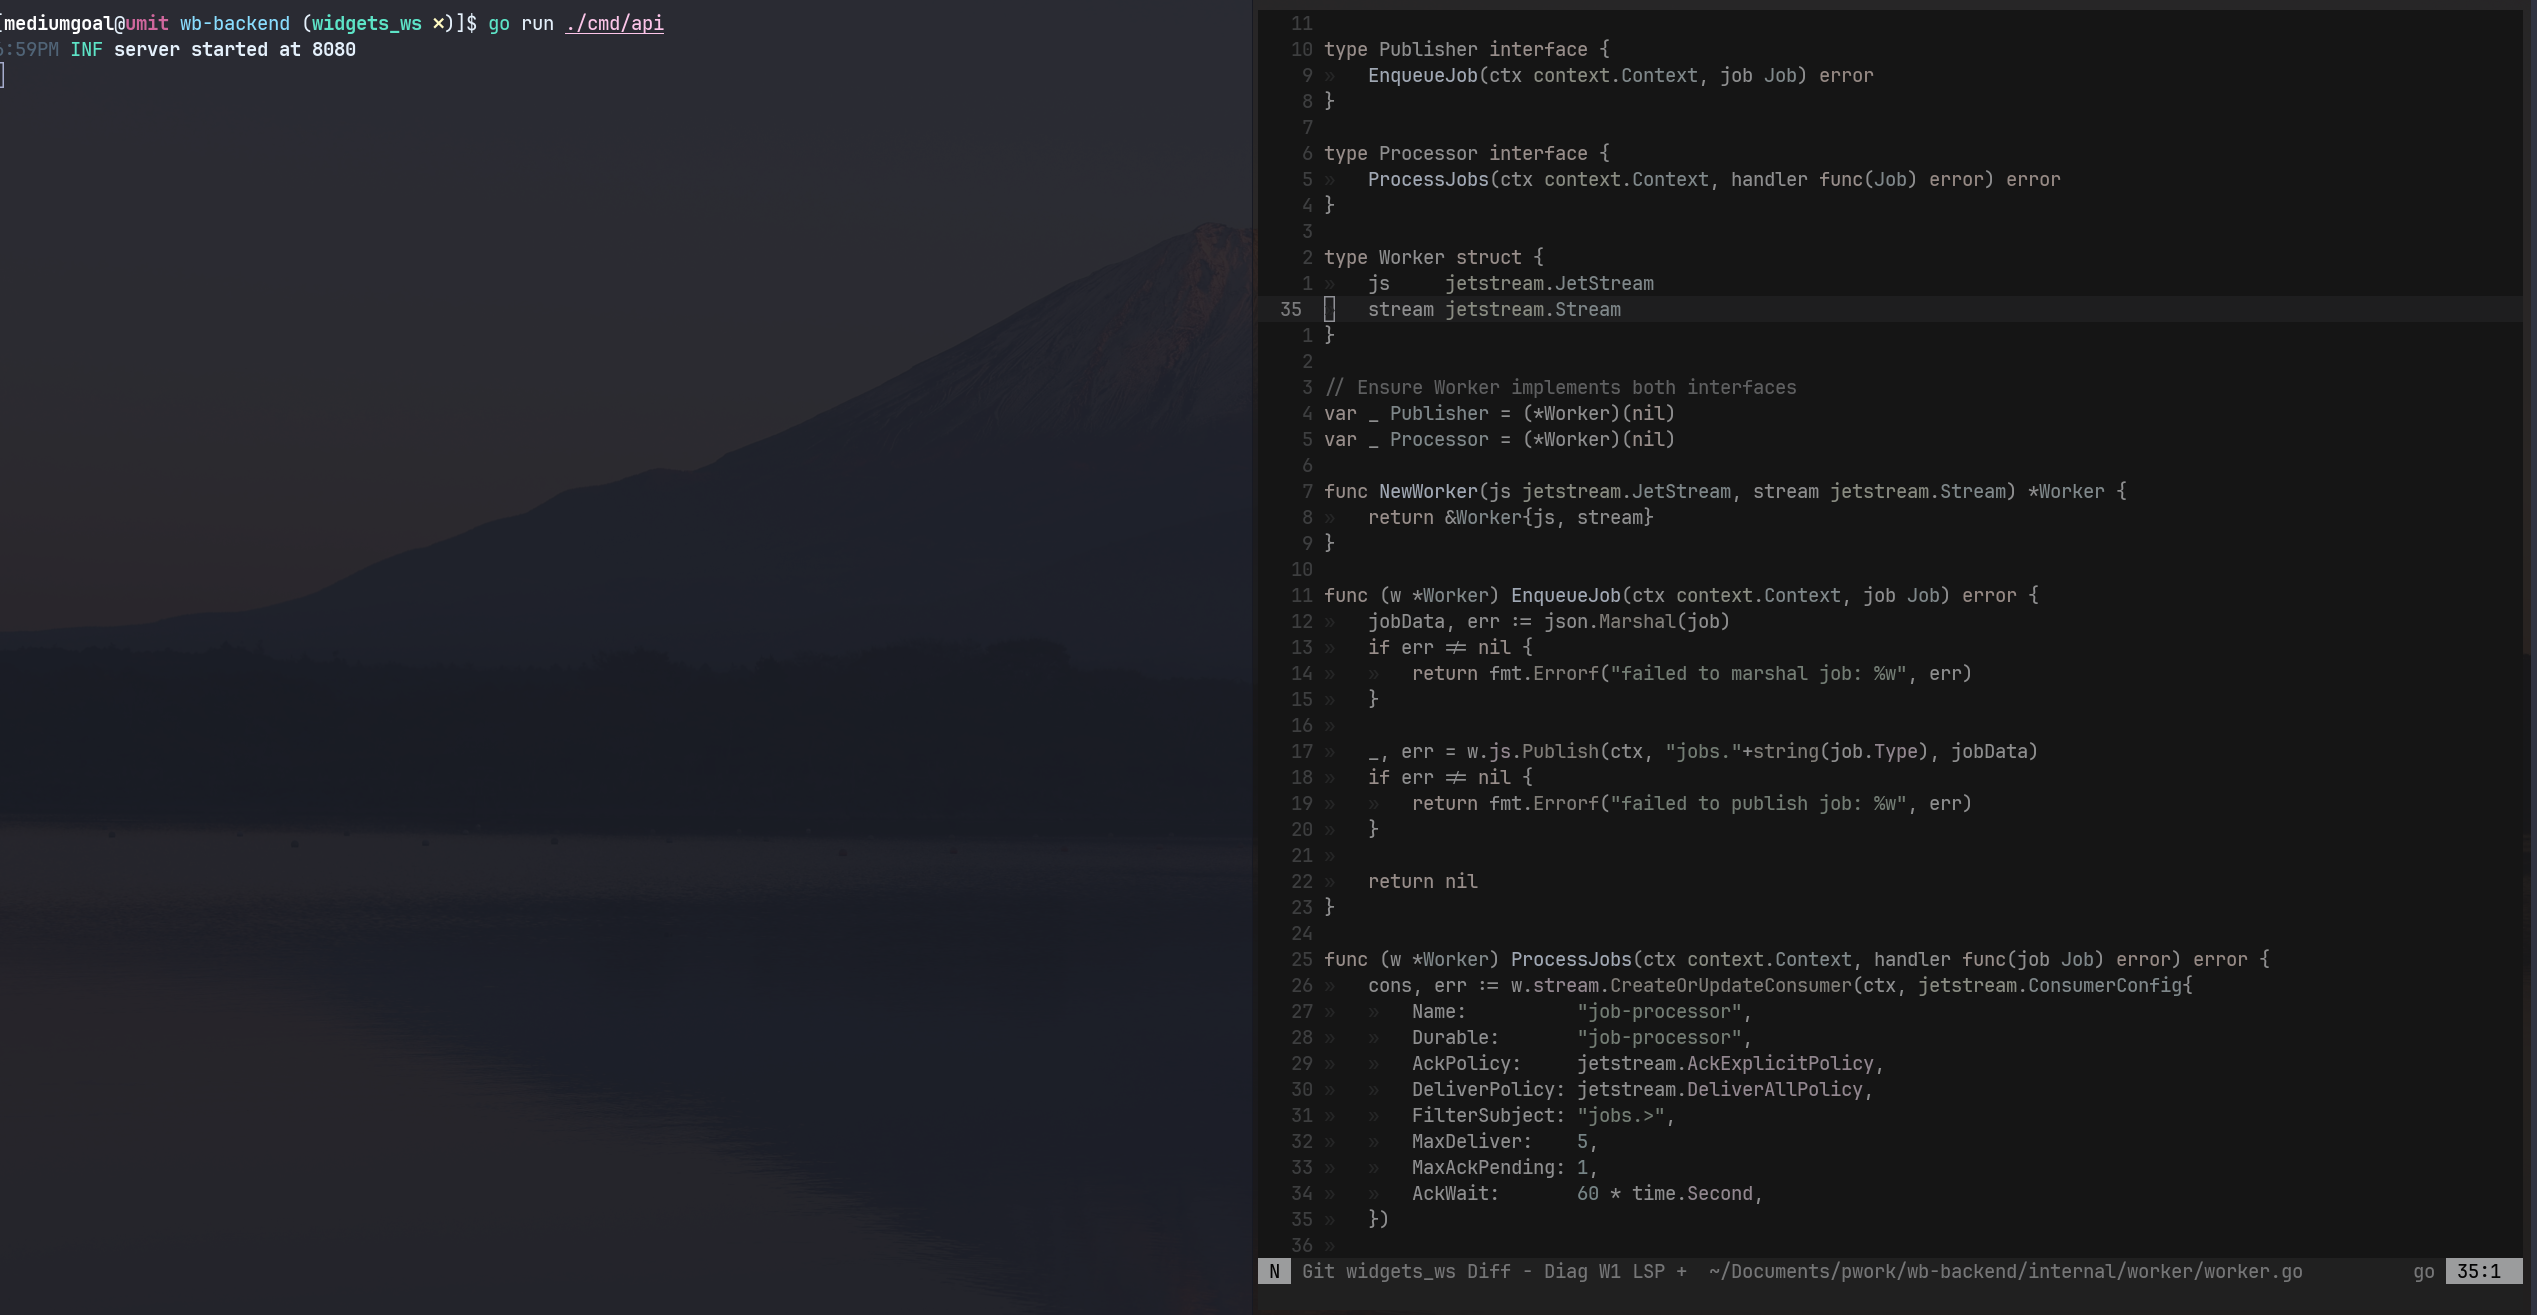 [mediumgoal@umit wb-backend (widgets_ws ×)]$ go run ./cmd/api
6:59PM INF server started at 8080
11
10 type Publisher interface {
9 »   EnqueueJob(ctx context.Context, job Job) error
8 }
7
6 type Processor interface {
5 »   ProcessJobs(ctx context.Context, handler func(Job) error) error
4 }
3
2 type Worker struct {
1 »   js     jetstream.JetStream
35     stream jetstream.Stream
1 }
2
3 // Ensure Worker implements both interfaces
4 var _ Publisher = (*Worker)(nil)
5 var _ Processor = (*Worker)(nil)
6
7 func NewWorker(js jetstream.JetStream, stream jetstream.Stream) *Worker {
8 »   return &Worker{js, stream}
9 }
10
11 func (w *Worker) EnqueueJob(ctx context.Context, job Job) error {
12 »   jobData, err := json.Marshal(job)
13 »   if err != nil {
14 »   »   return fmt.Errorf("failed to marshal job: %w", err)
15 »   }
16 »
17 »   _, err = w.js.Publish(ctx, "jobs."+string(job.Type), jobData)
18 »   if err != nil {
19 »   »   return fmt.Errorf("failed to publish job: %w", err)
20 »   }
21 »
22 »   return nil
23 }
24
25 func (w *Worker) ProcessJobs(ctx context.Context, handler func(job Job) error) error {
26 »   cons, err := w.stream.CreateOrUpdateConsumer(ctx, jetstream.ConsumerConfig{
27 »   »   Name:          "job-processor",
28 »   »   Durable:       "job-processor",
29 »   »   AckPolicy:     jetstream.AckExplicitPolicy,
30 »   »   DeliverPolicy: jetstream.DeliverAllPolicy,
31 »   »   FilterSubject: "jobs.>",
32 »   »   MaxDeliver:    5,
33 »   »   MaxAckPending: 1,
34 »   »   AckWait:       60 * time.Second,
35 »   })
36 »
N Git widgets_ws Diff - Diag W1 LSP + ~/Documents/pwork/wb-backend/internal/worker/worker.go go 35:1